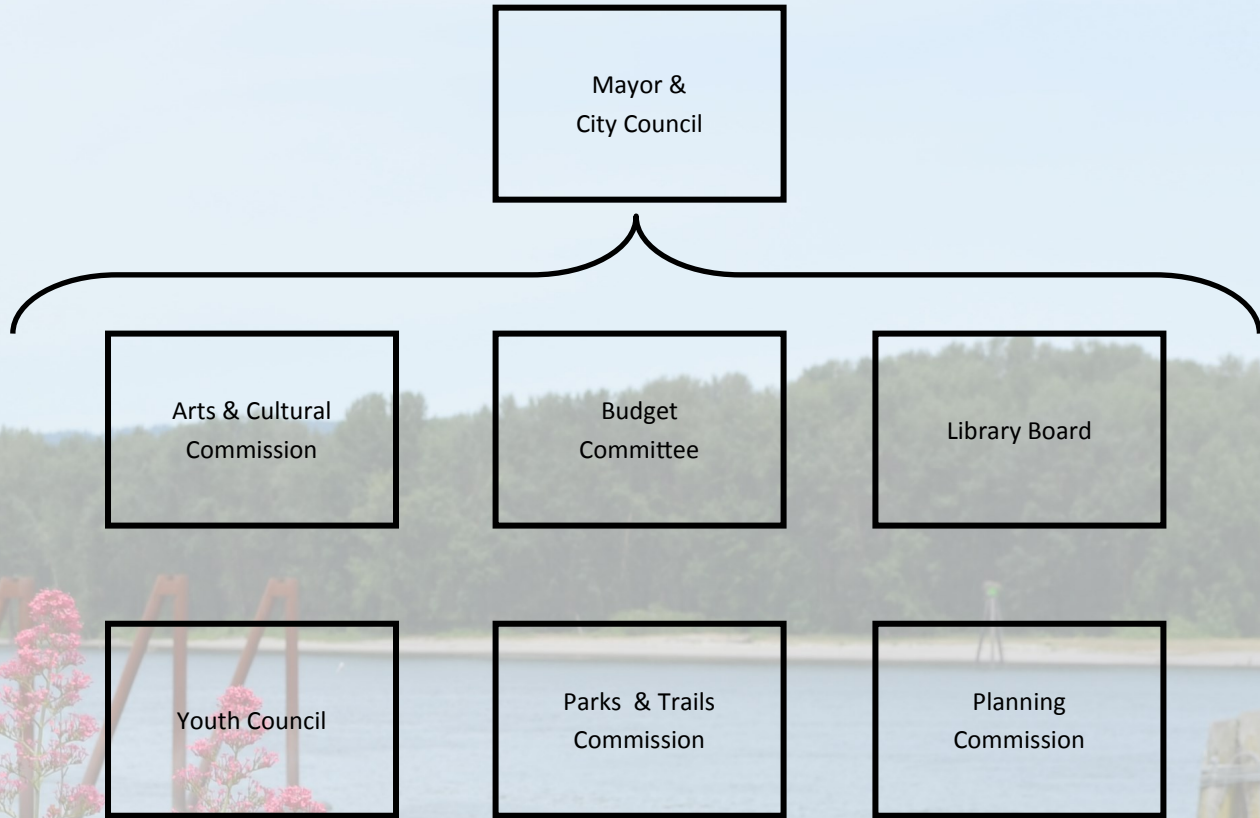 Mayor &
City Council
Arts & Cultural
Commission
Budget
Committee
Library Board
Youth Council
Parks  & Trails
Commission
Planning
Commission